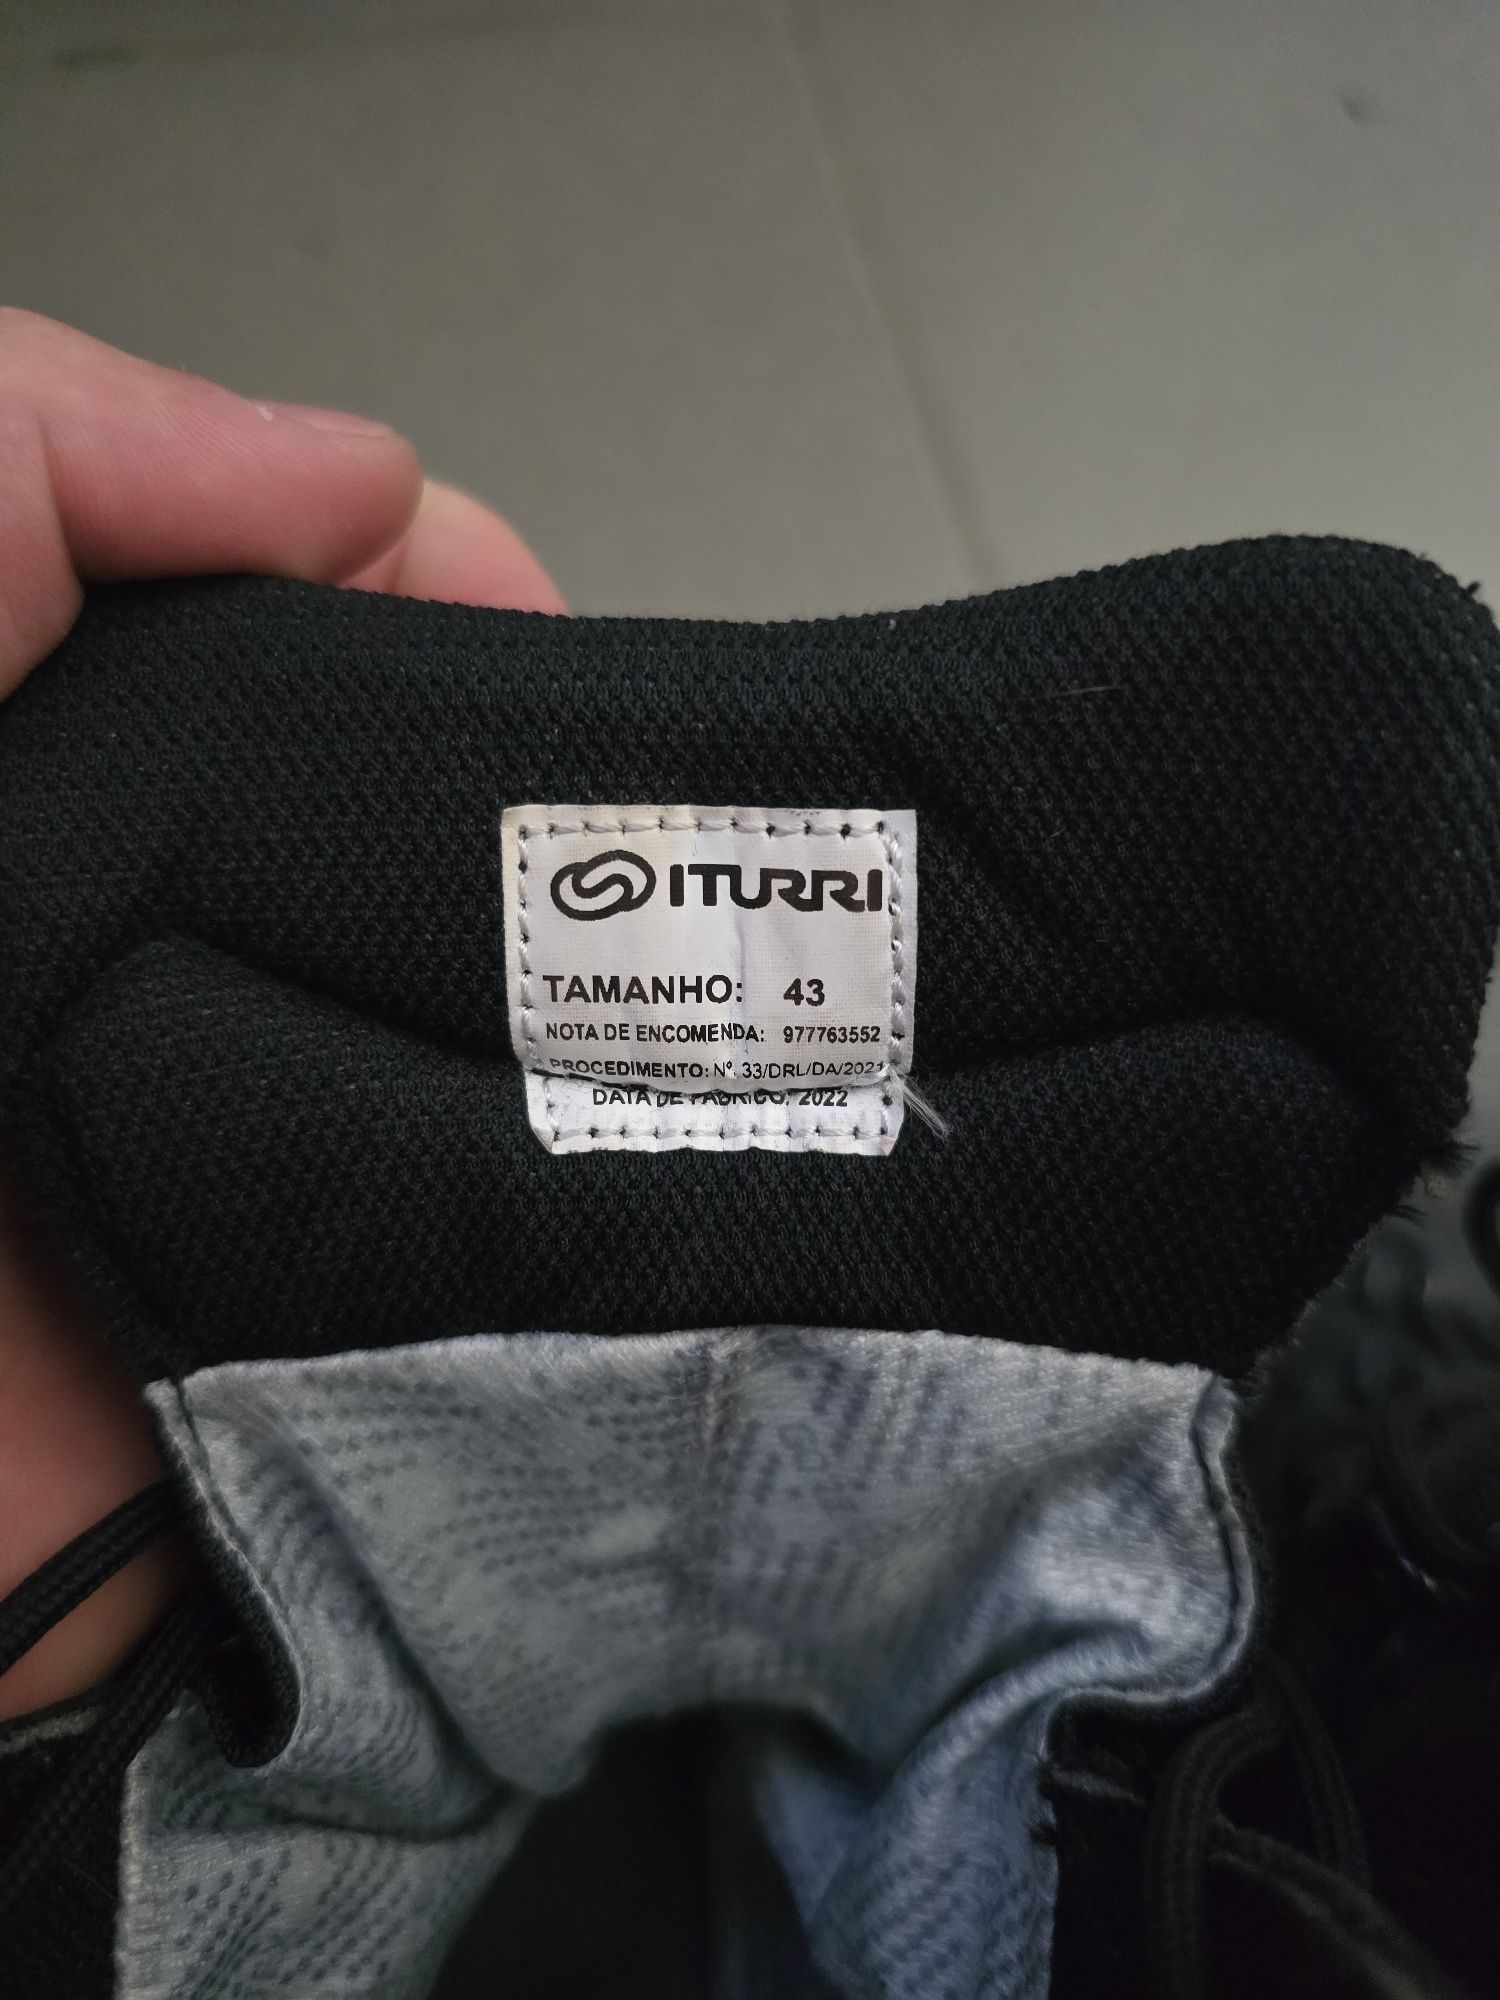 ITURRI
TAMANHO: 43
NOTA DE ENCOMENDA: 977763552
PROCEDIMENTO: Nº 33/DRL/DA/2021
DATA DE FABRICO: 2022